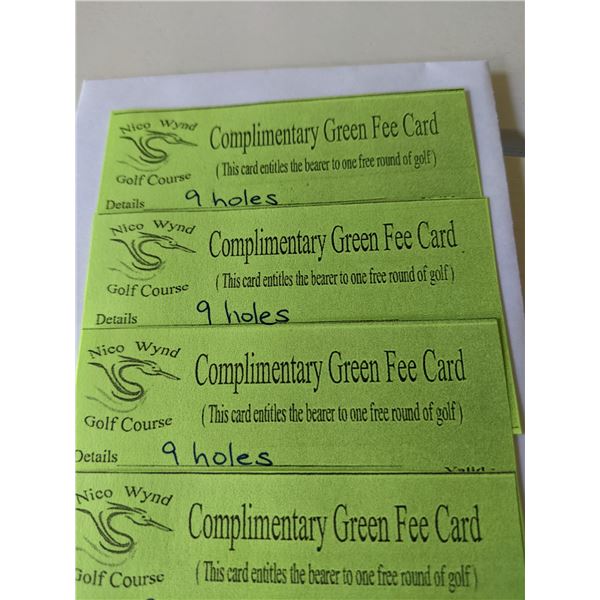 Nico Wynd
Complimentary Green Fee Card
(This card entitles the bearer to one free round of golf)
Golf Course
Details 9 holes
Nico Wynd
Complimentary Green Fee Card
(This card entitles the bearer to one free round of golf)
Golf Course
Details 9 holes
Nico Wynd
Complimentary Green Fee Card
(This card entitles the bearer to one free round of golf)
Golf Course
Details 9 holes
Valid:
Nico Wynd
Complimentary Green Fee Card
(This card entitles the bearer to one free round of golf)
Golf Course